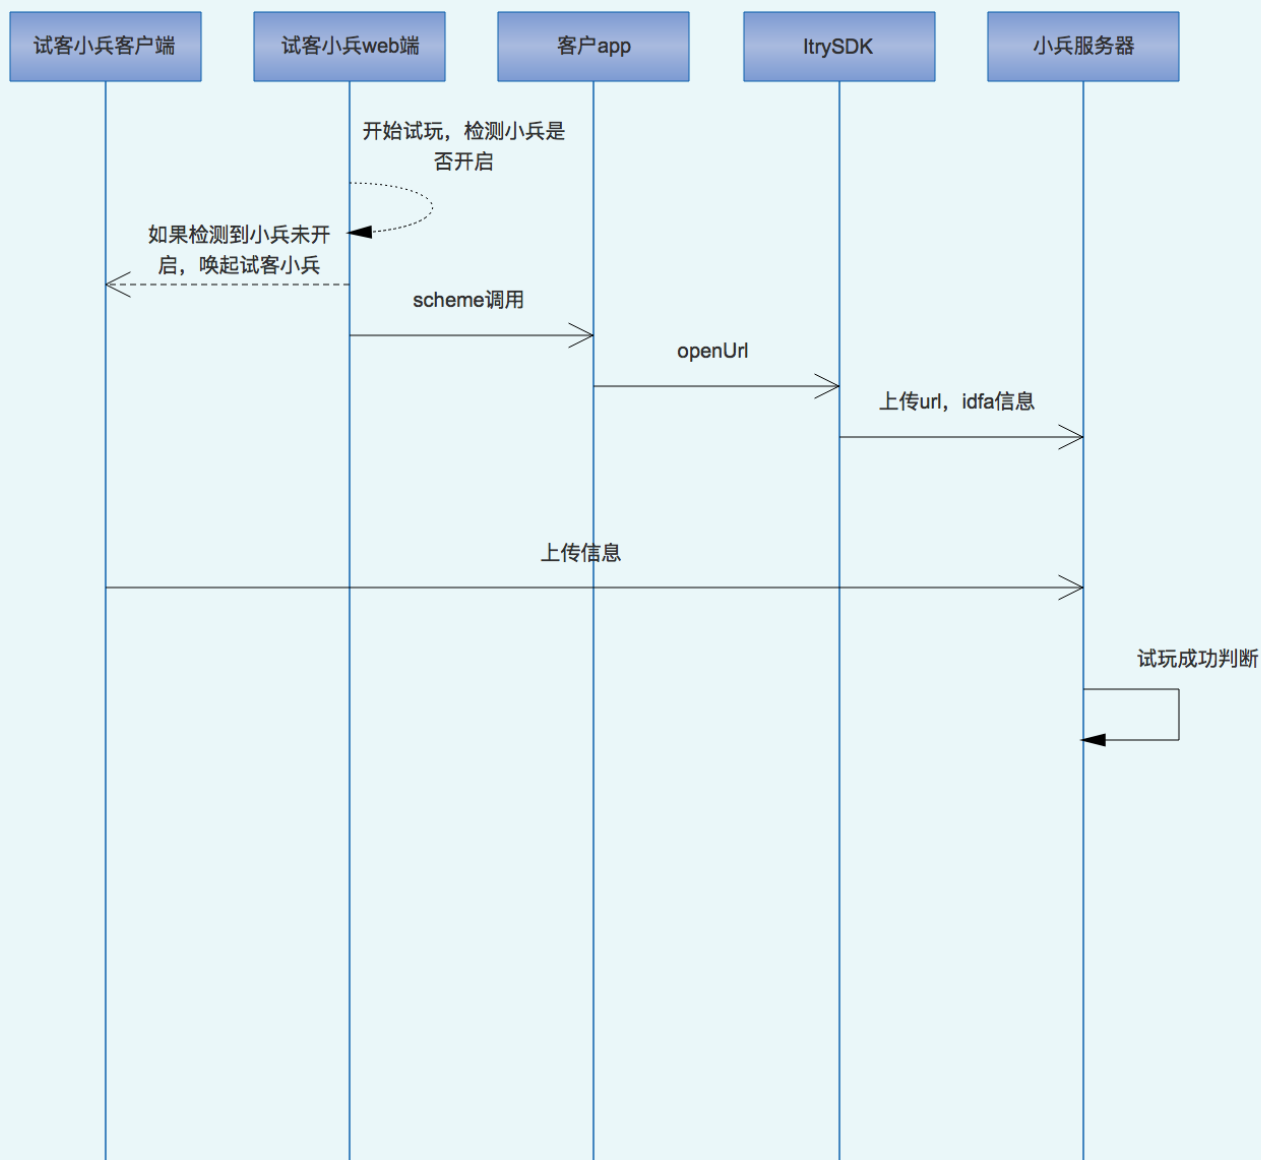 试客小兵客户端
试客小兵web端
客户app
ItrySDK
小兵服务器
开始试玩，检测小兵是
否开启
如果检测到小兵未开
启，唤起试客小兵
scheme调用
openUrl
上传url，idfa信息
上传信息
试玩成功判断